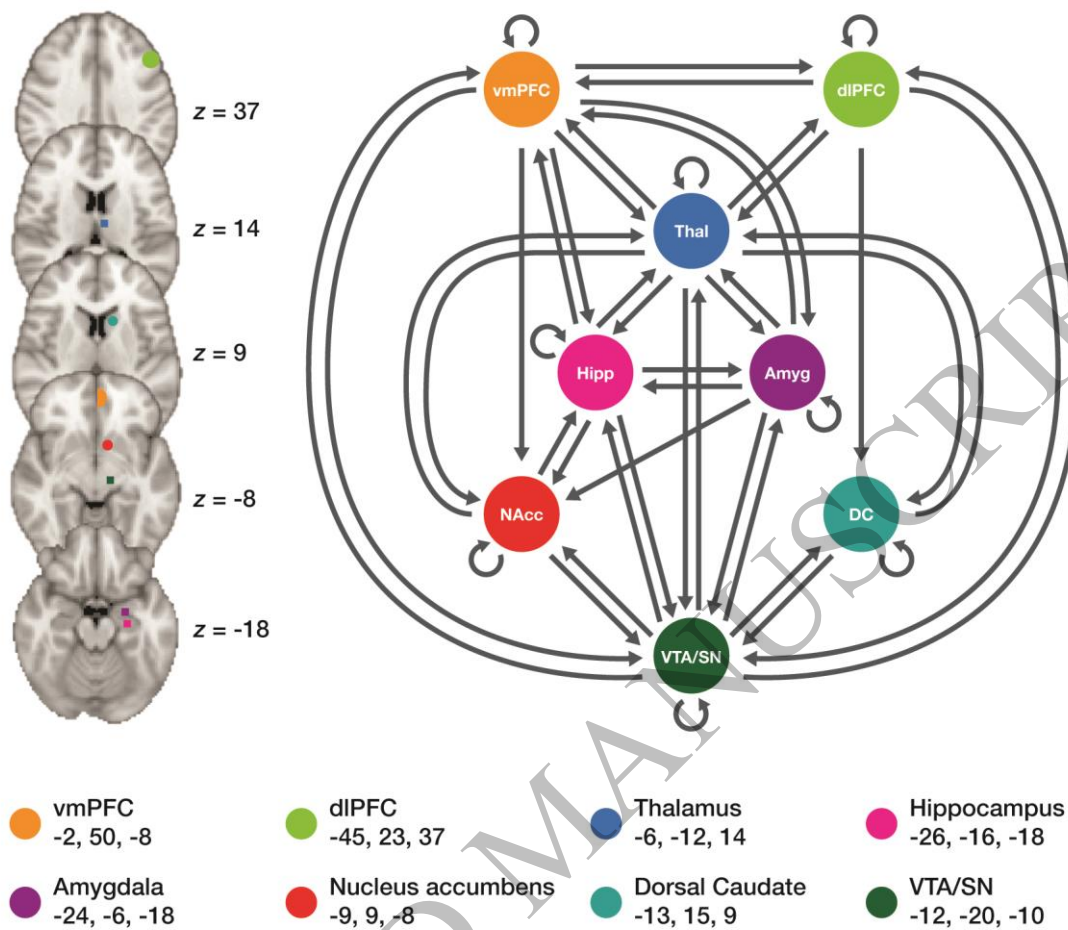 z = 37
z = 14
z = 9
z = -8
z = -18
vmPFC
dlPFC
Thal
Hipp
Amyg
NAcc
DC
VTA/SN
vmPFC
-2, 50, -8
dlPFC
-45, 23, 37
Thalamus
-6, -12, 14
Hippocampus
-26, -16, -18
Amygdala
-24, -6, -18
Nucleus accumbens
-9, 9, -8
Dorsal Caudate
-13, 15, 9
VTA/SN
-12, -20, -10
D MANUSCRIP